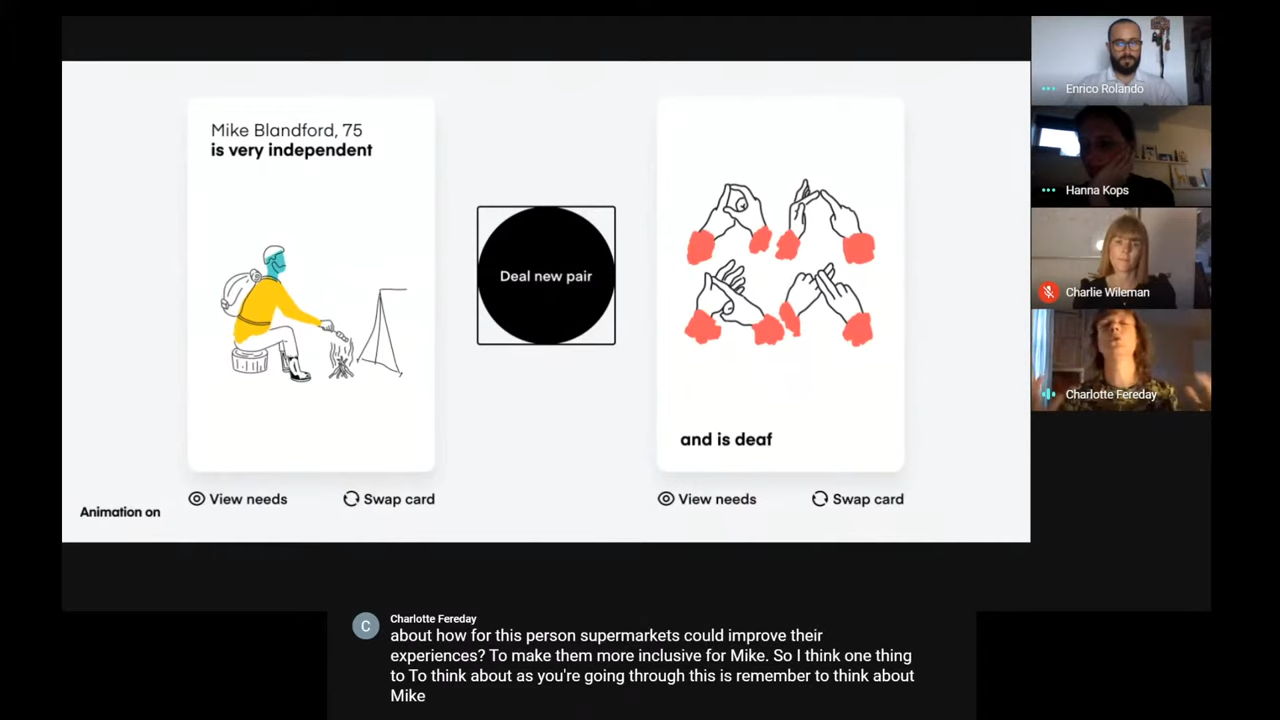 Mike Blandford, 75
is very independent
Deal new pair
and is deaf
View needs
Swap card
View needs
Swap card
Animation on
Enrico Rolando
Hanna Kops
Charlie Wileman
Charlotte Fereday
C
Charlotte Fereday
about how for this person supermarkets could improve their
experiences? To make them more inclusive for Mike. So I think one thing
to To think about as you're going through this is remember to think about
Mike